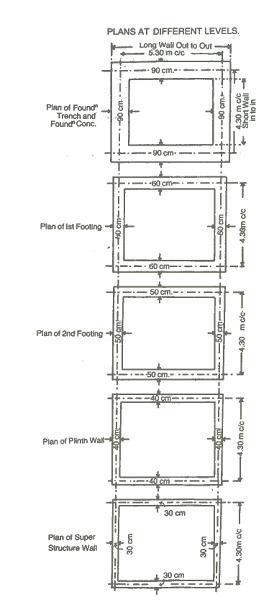 PLANS AT DIFFERENT LEVELS.
Long Wall Out to Out
5.30 m c/c
90 cm.
Plan of Foundⁿ
Trench and
Foundⁿ Conc.
90 cm
90 cm
4.30 m c/c
Short Wall
in to in
90 cm
60 cm
Plan of Ist Footing
60 cm
60 cm
4.30m c/c
60 cm
50 cm.
Plan of 2nd Footing
50 cm
50 cm
4.30 m c/c
50 cm
40 cm
Plan of Plinth Wall
40 cm
40 cm
4.30 m c/c
40 cm
30 cm
Plan of Super
Structure Wall
30 cm
30 cm
4.30m c/c
30 cm